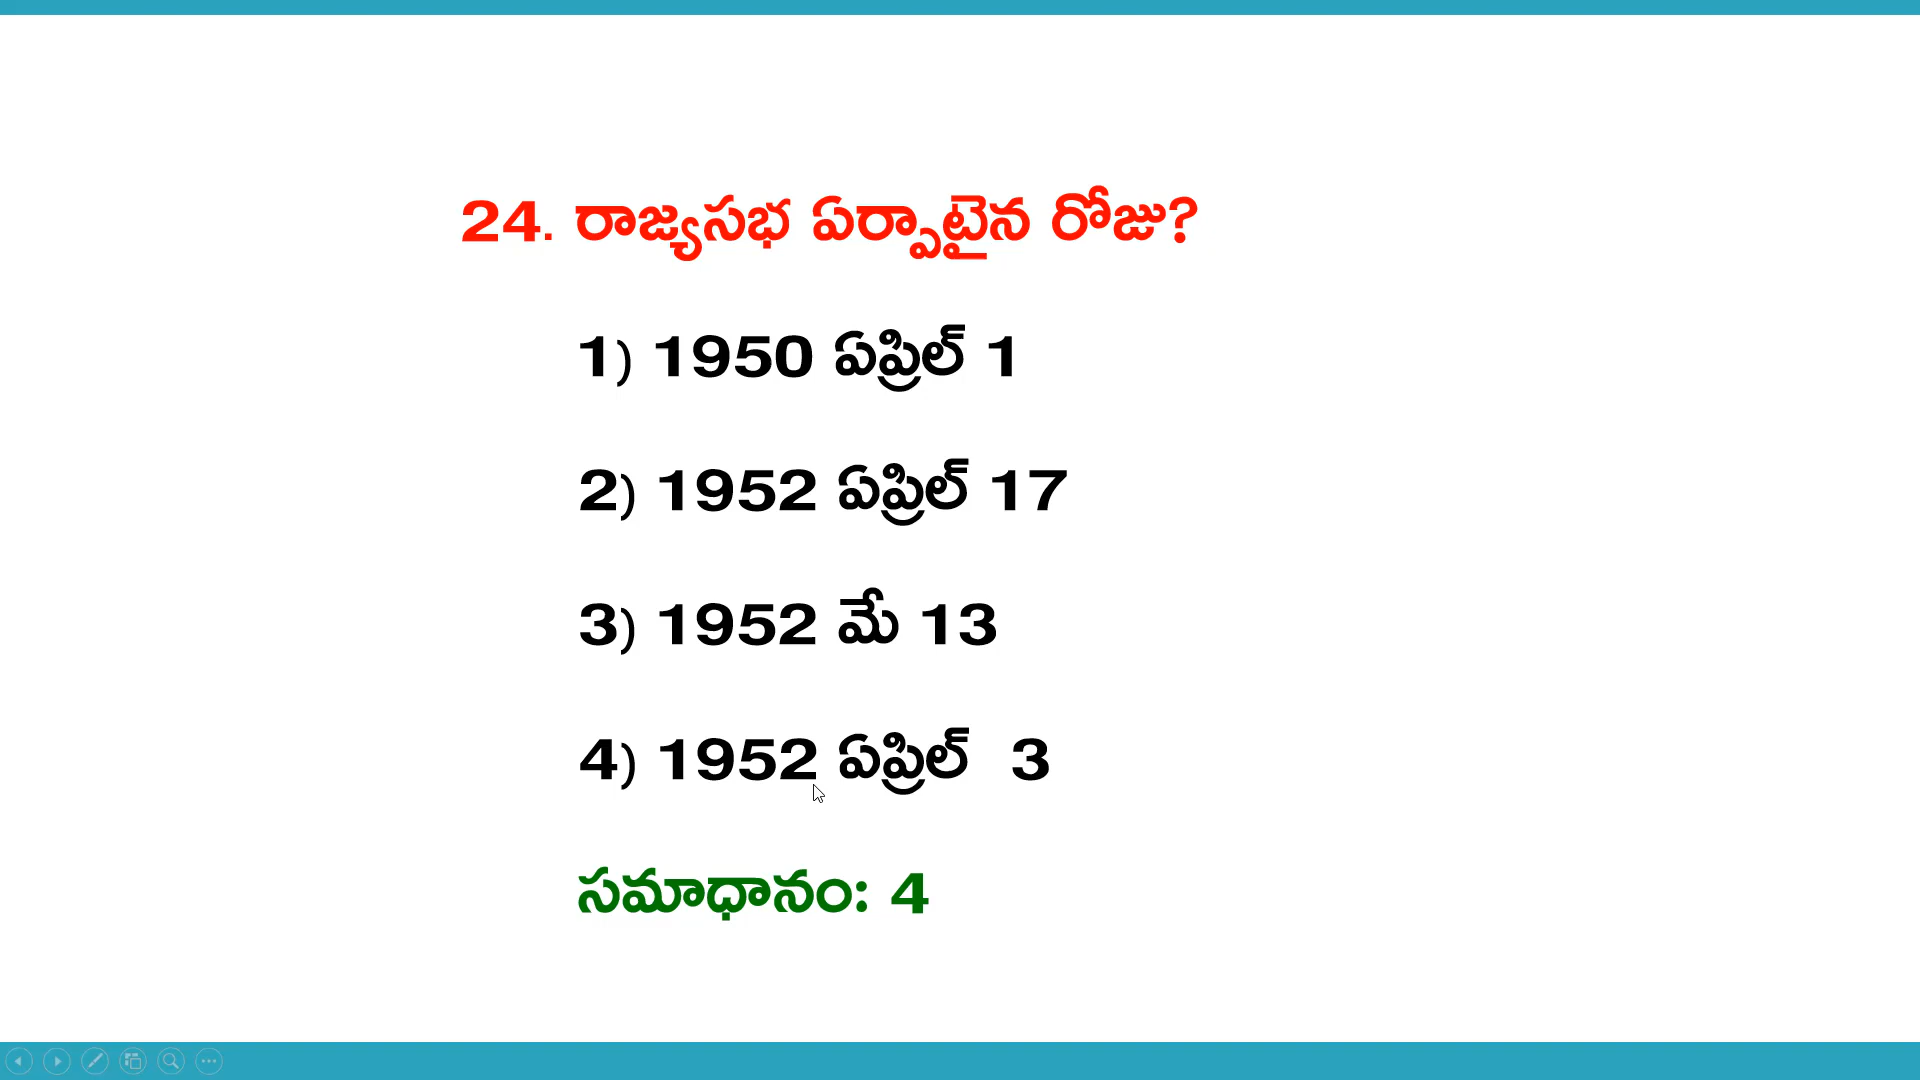 24. రాజ్యసభ ఏర్పాటైన రోజు?
1) 1950 ఏప్రిల్ 1
2) 1952 ఏప్రిల్ 17
3) 1952 మే 13
4) 1952 ఏప్రిల్ 3
సమాధానం: 4